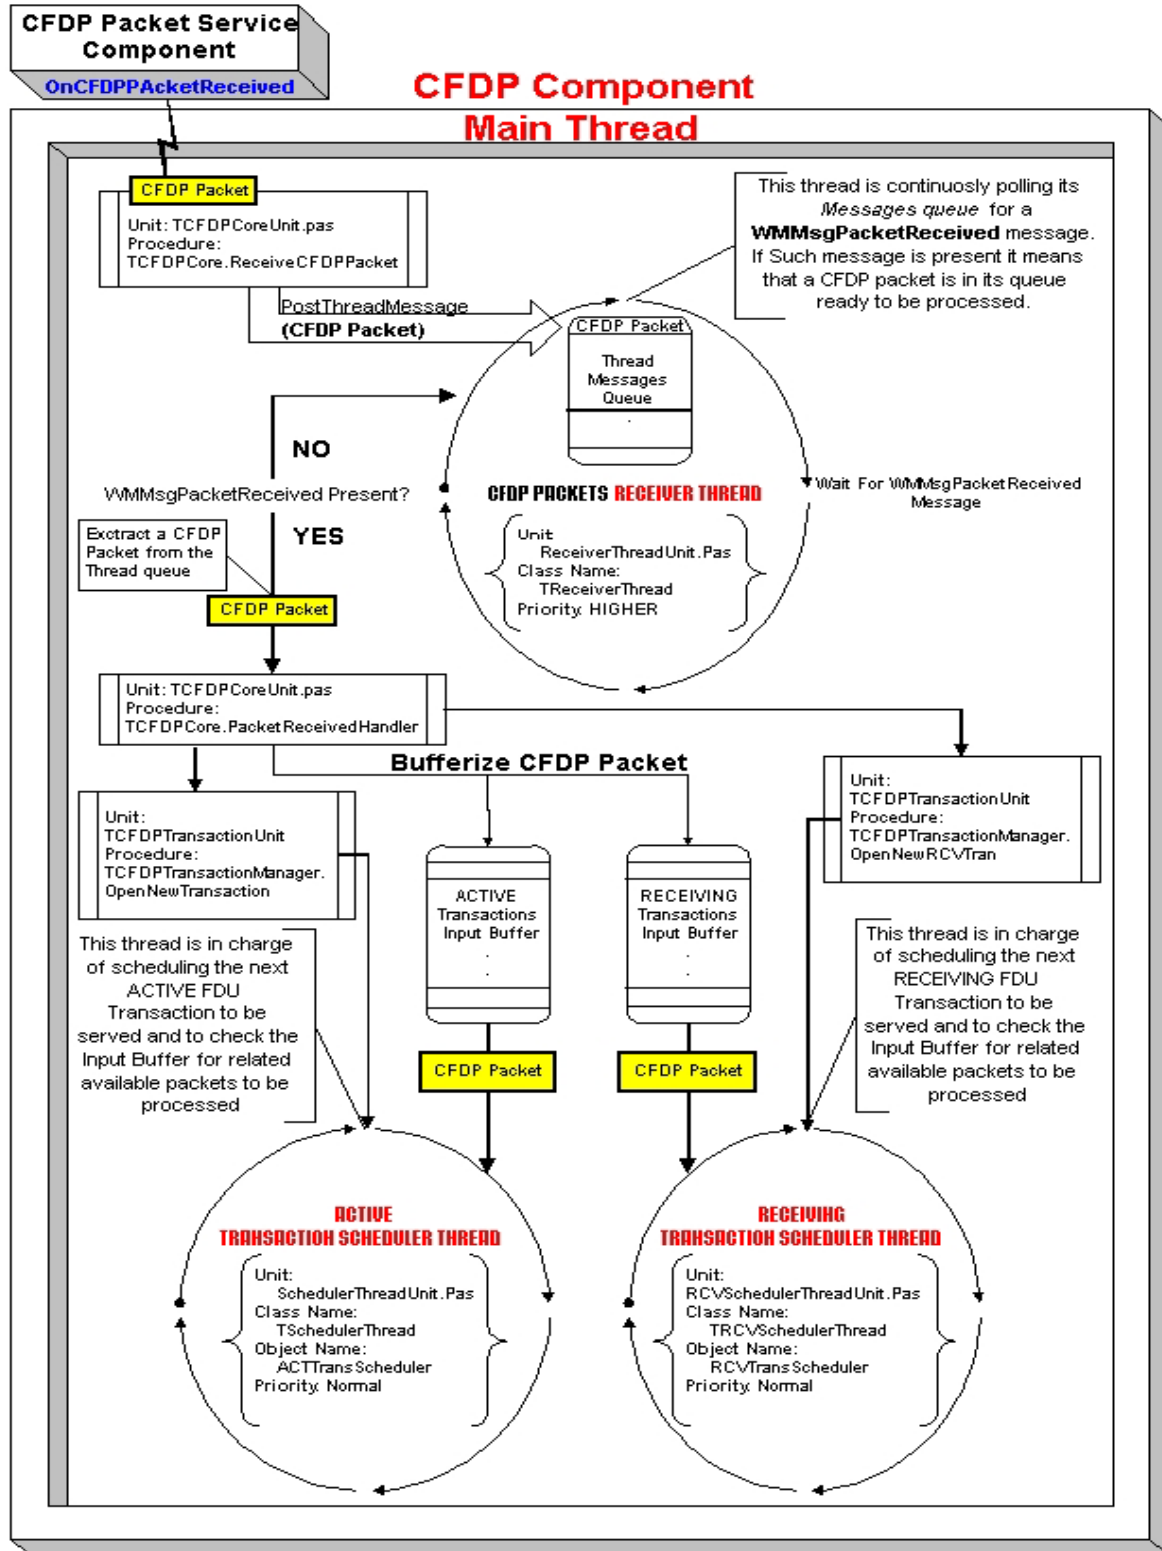 CFDP Packet Service
Component
OnCFDPPAcketReceived
CFDP Component
Main Thread
CFDP Packet
Unit: TCFDPCoreUnit.pas
Procedure:
TCFDPCore.ReceiveCFDPPacket
This thread is continuosly polling its
Messages queue for a
WMMsgPacketReceived message.
If Such message is present it means
that a CFDP packet is in its queue
ready to be processed.
PostThreadMessage
(CFDP Packet)
CFDP Packet
Thread
Messages
Queue
.
NO
WMMsgPacketReceived Present?
YES
CFDP PACKETS RECEIVER THREAD
Wait For WMMsgPacketReceived
Message
Unit:
ReceiverThreadUnit.Pas
Class Name:
TReceiverThread
Priority: HIGHER
Exctract a CFDP
Packet from the
Thread queue
CFDP Packet
Unit: TCFDPCoreUnit.pas
Procedure:
TCFDPCore.PacketReceivedHandler
Bufferize CFDP Packet
Unit:
TCFDPTransactionUnit
Procedure:
TCFDPTransactionManager.
OpenNewTransaction
ACTIVE
Transactions
Input Buffer
.
.
RECEIVING
Transactions
Input Buffer
.
.
Unit:
TCFDPTransactionUnit
Procedure:
TCFDPTransactionManager.
OpenNewRCVTran
This thread is in charge
of scheduling the next
ACTIVE FDU
Transaction to be
served and to check the
Input Buffer for related
available packets to be
processed
CFDP Packet
CFDP Packet
This thread is in charge
of scheduling the next
RECEIVING FDU
Transaction to be
served and to check the
Input Buffer for related
available packets to be
processed
ACTIVE
TRANSACTION SCHEDULER THREAD
Unit:
SchedulerThreadUnit.Pas
Class Name:
TSchedulerThread
Object Name:
ACTTransScheduler
Priority: Normal
RECEIVING
TRANSACTION SCHEDULER THREAD
Unit:
RCVSchedulerThreadUnit.Pas
Class Name:
TRCVSchedulerThread
Object Name:
RCVTransScheduler
Priority: Normal